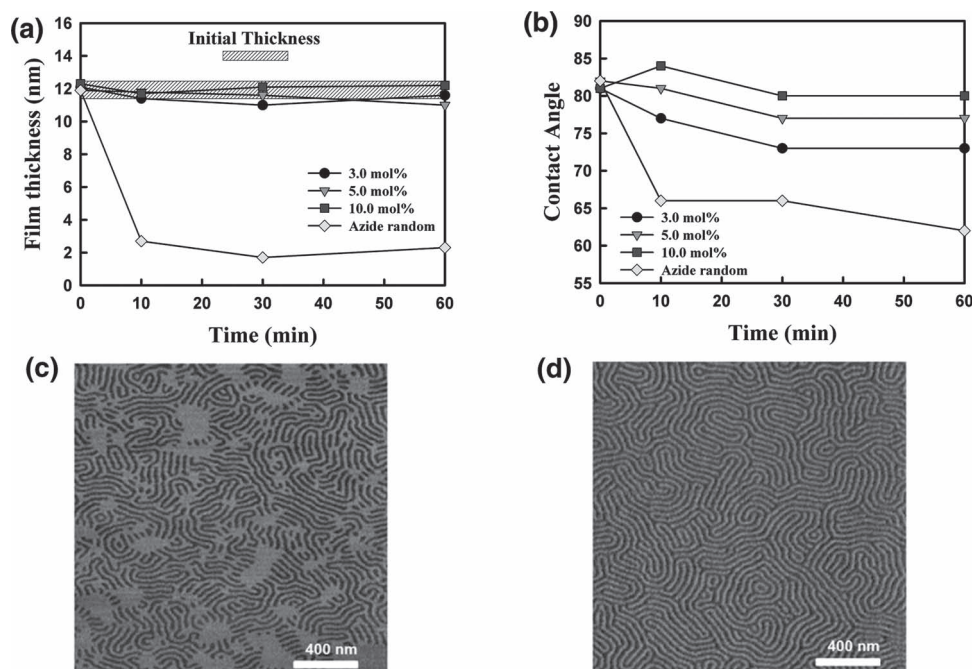 (a)
16
14
12
10
8
6
4
2
0
Film thickness (nm)
Initial Thickness
3.0 mol%
5.0 mol%
10.0 mol%
Azide random
0 10 20 30 40 50 60
Time (min)
(b)
90
85
80
75
70
65
60
55
Contact Angle
3.0 mol%
5.0 mol%
10.0 mol%
Azide random
0 10 20 30 40 50 60
Time (min)
(c)
400 nm
(d)
400 nm